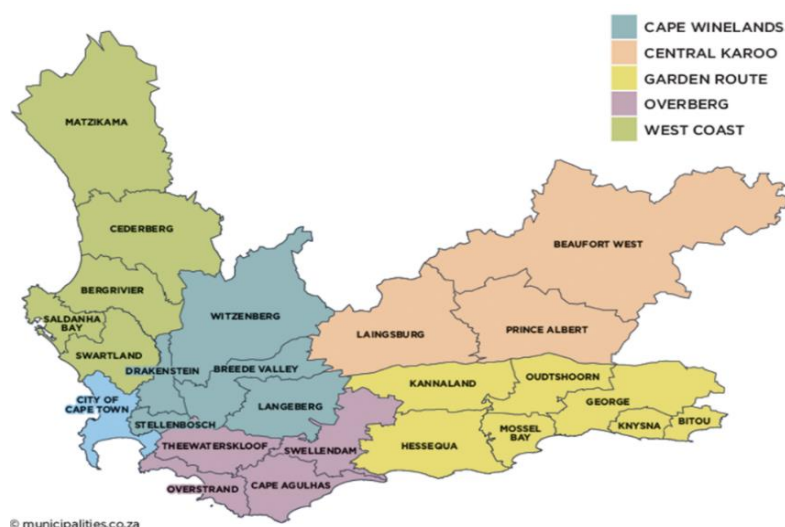 CAPE WINELANDS
CENTRAL KAROO
GARDEN ROUTE
OVERBERG
WEST COAST
MATZIKAMA
CEDERBERG
BEAUFORT WEST
BERGRIVIER
SALDANHA
BAY
WITZENBERG
LAINGSBURG
PRINCE ALBERT
SWARTLAND
DRAKENSTEIN
BREEDE VALLEY
KANNALAND
OUDTSHOORN
CITY OF
CAPE TOWN
LANGEBERG
GEORGE
STELLENBOSCH
MOSSEL
BAY
KNYSNA
BITOU
THEEWATERSKLOOF
SWELLENDAM
HESSEQUA
OVERSTRAND
CAPE AGULHAS
© municipalities.co.za